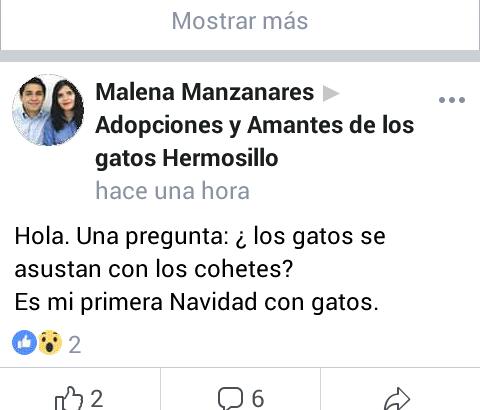 Mostrar más
Malena Manzanares ▶
Adopciones y Amantes de los
gatos Hermosillo
hace una hora
Hola. Una pregunta: ¿ los gatos se
asustan con los cohetes?
Es mi primera Navidad con gatos.
2
2
6